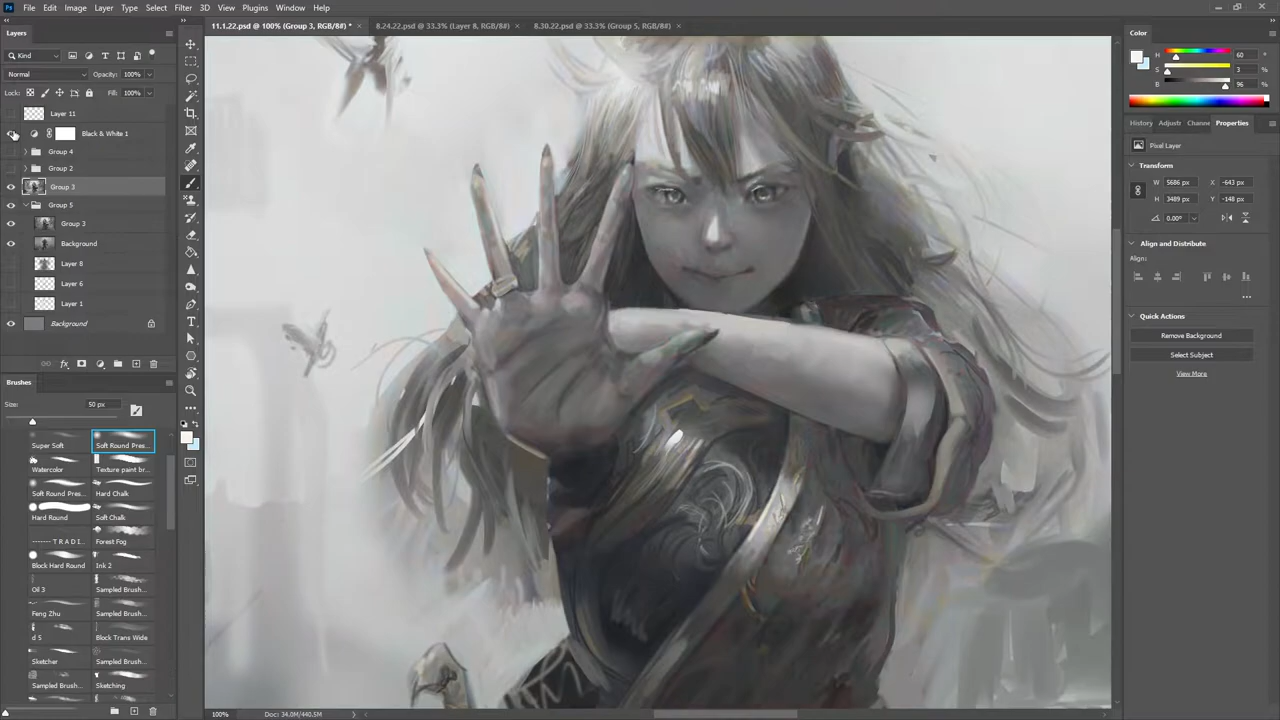 Ps File Edit Image Layer Type Select Filter 3D View Plugins Window Help
Layers
Kind
Normal Opacity: 100%
Lock: Fill: 100%
Layer 11
Black & White 1
Group 4
Group 2
Group 3
Group 5
Group 3
Background
Layer 8
Layer 6
Layer 1
Background
fx
Brushes
Size: 50 px
Super Soft Soft Round Pres...
Watercolor Texture paint br...
Soft Round Pres... Hard Chalk
Hard Round Soft Chalk
------- T R A D I... Forest Fog
Block Hard Round Ink 2
Oil 3 Sampled Brush...
Feng Zhu Sampled Brush...
d 5 Block Trans Wide
Sketcher Sampled Brush...
Sampled Brush... Sketching
11.1.22.psd @ 100% (Group 3, RGB/8#) * × 8.24.22.psd @ 33.3% (Layer 8, RGB/8#) × 8.30.22.psd @ 33.3% (Group 5, RGB/8#) ×
100% Doc: 34.0M/440.5M
Color
H 60 °
S 3 %
B 96 %
History Adjustr Channe Properties
Pixel Layer
Transform
W 5686 px X -643 px
H 3489 px Y -148 px
0.00°
Align and Distribute
Align:
Quick Actions
Remove Background
Select Subject
View More